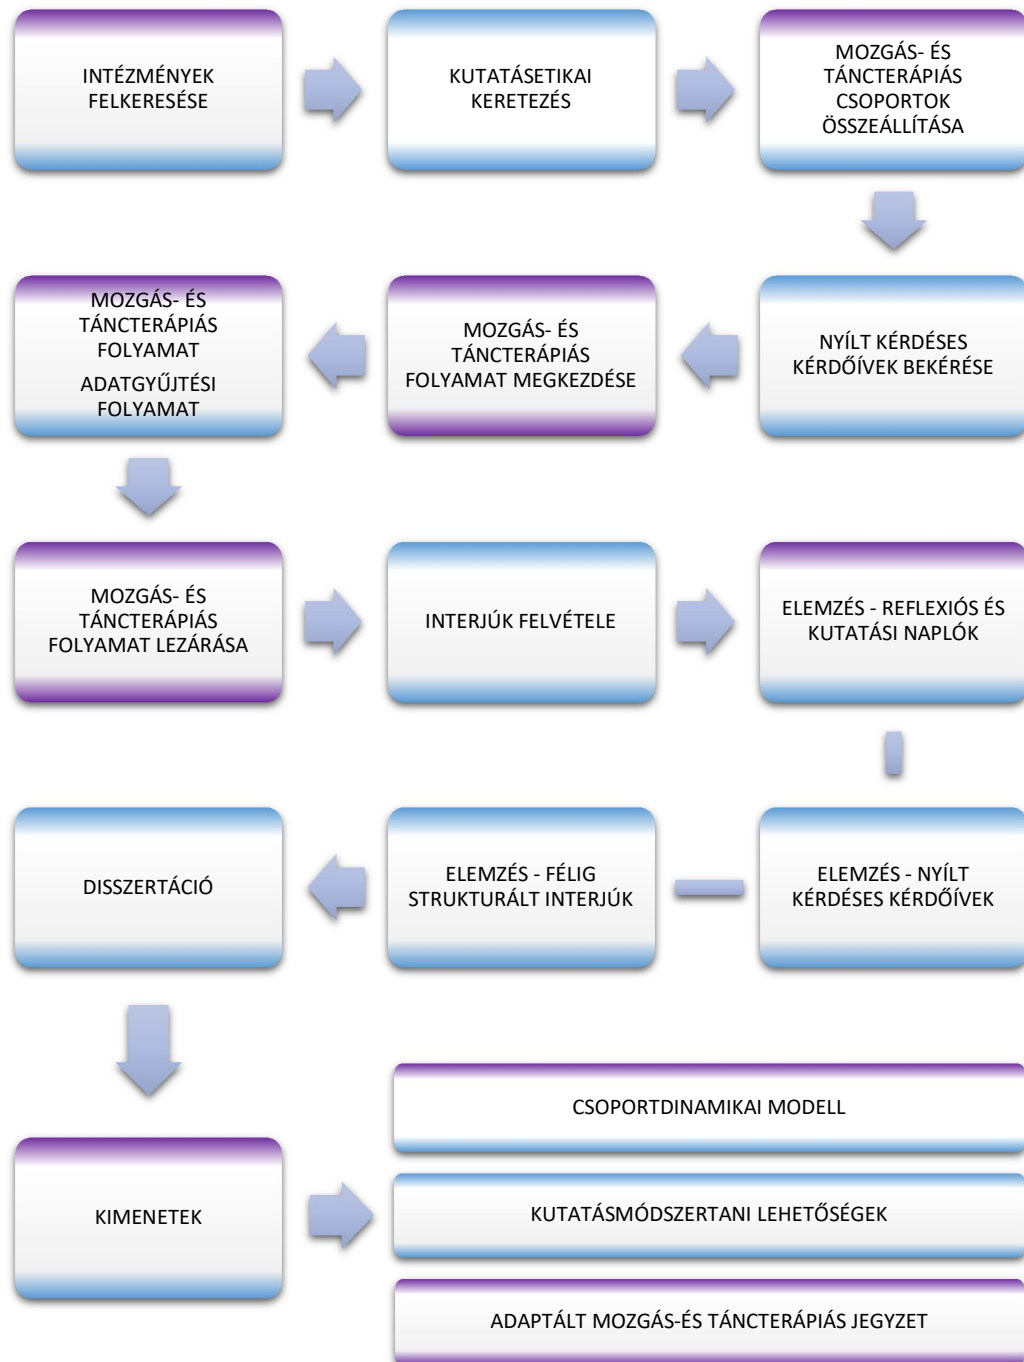 INTÉZMÉNYEK
FELKERESÉSE
KUTATÁSETIKAI
KERETEZÉS
MOZGÁS- ÉS
TÁNCTERÁPIÁS
CSOPORTOK
ÖSSZEÁLLÍTÁSA
NYÍLT KÉRDÉSES
KÉRDŐÍVEK BEKÉRÉSE
MOZGÁS- ÉS
TÁNCTERÁPIÁS
FOLYAMAT MEGKEZDÉSE
MOZGÁS- ÉS
TÁNCTERÁPIÁS
FOLYAMAT
ADATGYŰJTÉSI
FOLYAMAT
MOZGÁS- ÉS
TÁNCTERÁPIÁS
FOLYAMAT LEZÁRÁSA
INTERJÚK FELVÉTELE
ELEMZÉS - REFLEXIÓS ÉS
KUTATÁSI NAPLÓK
ELEMZÉS - NYÍLT
KÉRDÉSES KÉRDŐÍVEK
ELEMZÉS - FÉLIG
STRUKTURÁLT INTERJÚK
DISSZERTÁCIÓ
KIMENETEK
CSOPORTDINAMIKAI MODELL
KUTATÁSMÓDSZERTANI LEHETŐSÉGEK
ADAPTÁLT MOZGÁS-ÉS TÁNCTERÁPIÁS JEGYZET